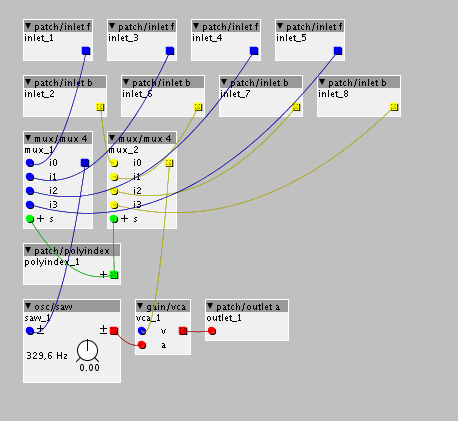 ▼ patch/inlet f ▼ patch/inlet f ▼ patch/inlet f ▼ patch/inlet f
inlet_1 inlet_3 inlet_4 inlet_5
▼ patch/inlet b ▼ patch/inlet b ▼ patch/inlet b ▼ patch/inlet b
inlet_2 inlet_6 inlet_7 inlet_8
▼ mux/mux 4 ▼ mux/mux 4
mux_1 mux_2
i0 i0
i1 i1
i2 i2
i3 i3
+ s + s
▼ patch/polyindex
polyindex_1
+
▼ osc/saw ▼ gain/vca ▼ patch/outlet a
saw_1 vca_1 outlet_1
± ± v
a
329,6 Hz
0.00